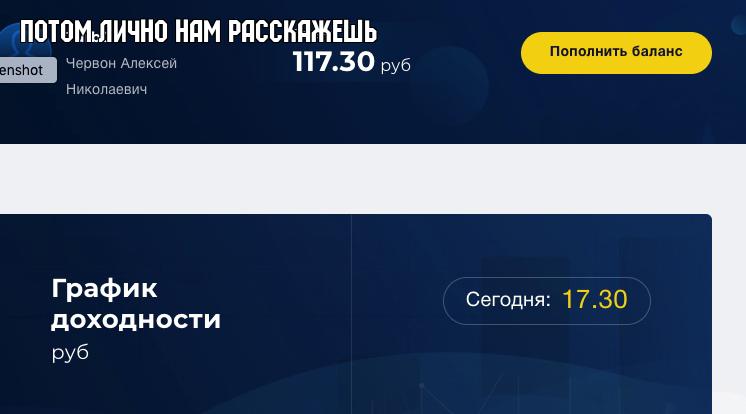 ПОТОМ ЛИЧНО НАМ РАССКАЖЕШЬ
enshot
Червон Алексей
Николаевич
117.30 руб
Пополнить баланс
График
доходности
руб
Сегодня: 17.30